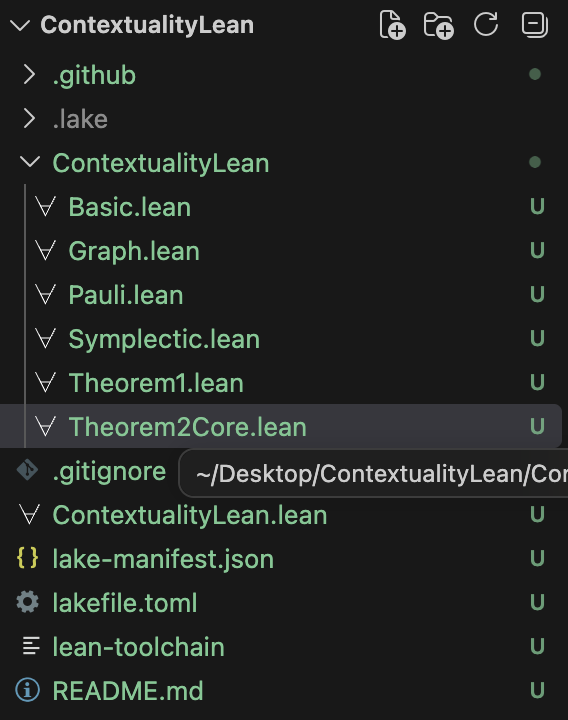 ContextualityLean
.github
.lake
ContextualityLean
Basic.lean U
Graph.lean U
Pauli.lean U
Symplectic.lean U
Theorem1.lean U
Theorem2Core.lean U
.gitignore ~/Desktop/ContextualityLean/Con
ContextualityLean.lean U
{} lake-manifest.json U
lakefile.toml U
lean-toolchain U
README.md U